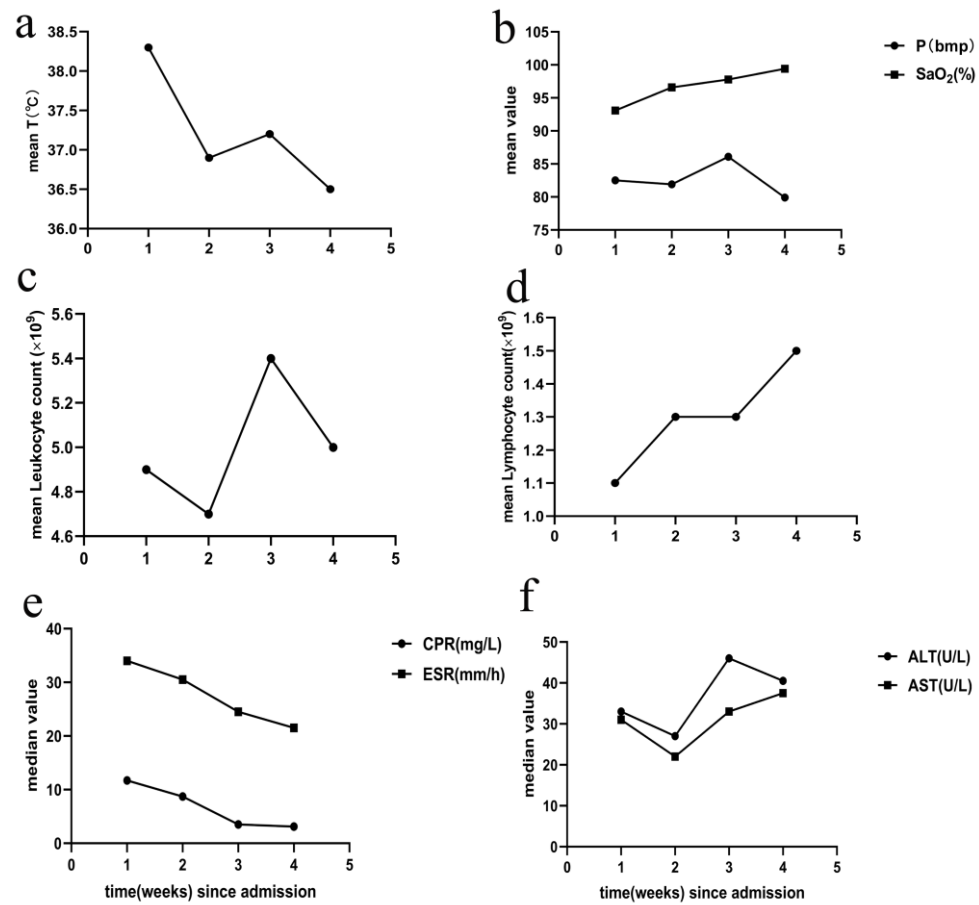 a
mean T(℃)
38.5
38.0
37.5
37.0
36.5
36.0
0 1 2 3 4 5
b
mean value
105
100
95
90
85
80
75
0 1 2 3 4 5
P(bmp)
SaO₂(%)
c
mean Leukocyte count (×10⁹)
5.6
5.4
5.2
5.0
4.8
4.6
0 1 2 3 4 5
d
mean Lymphocyte count(×10⁹)
1.6
1.5
1.4
1.3
1.2
1.1
1.0
0 1 2 3 4 5
e
median value
40
30
20
10
0
0 1 2 3 4 5
time(weeks) since admission
CPR(mg/L)
ESR(mm/h)
f
median value
50
40
30
20
10
0
0 1 2 3 4 5
time(weeks) since admission
ALT(U/L)
AST(U/L)